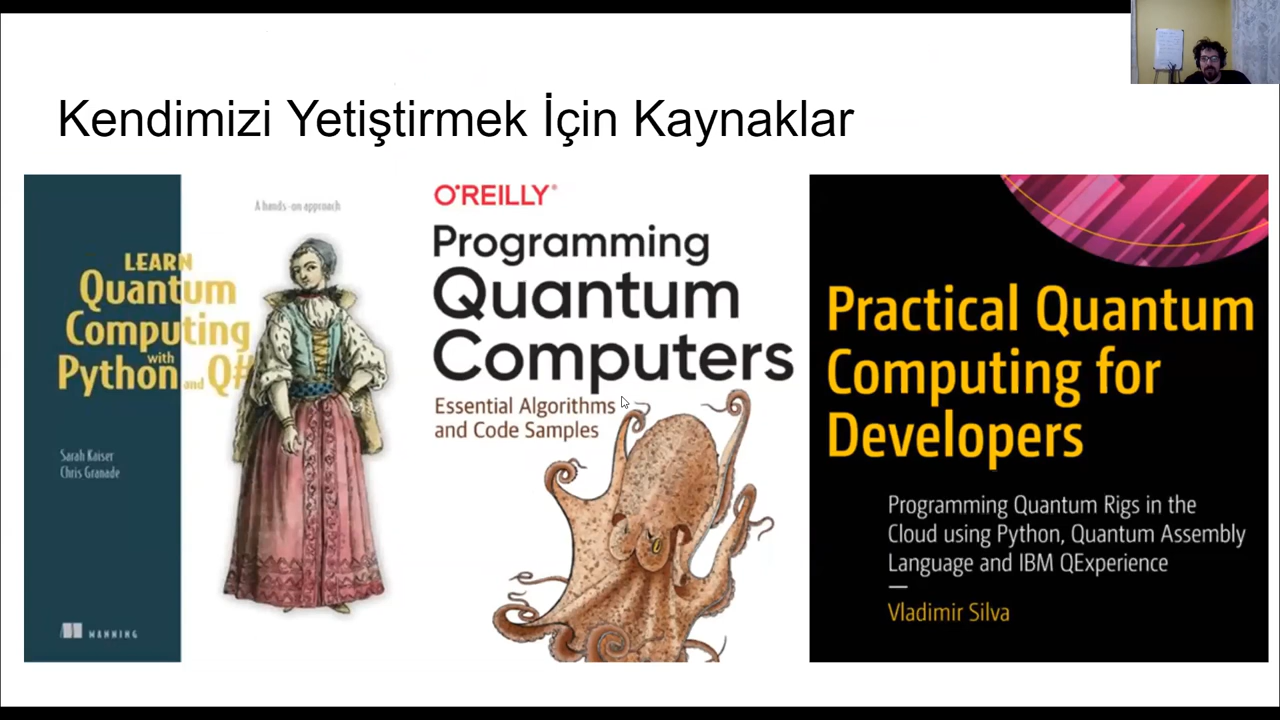 Kendimizi Yetiştirmek İçin Kaynaklar
A hands-on approach
LEARN
Quantum
Computing
with
Python and Q#
Sarah Kaiser
Chris Granade
MANNING
O'REILLY®
Programming
Quantum
Computers
Essential Algorithms
and Code Samples
Practical Quantum
Computing for
Developers
Programming Quantum Rigs in the
Cloud using Python, Quantum Assembly
Language and IBM QExperience
Vladimir Silva